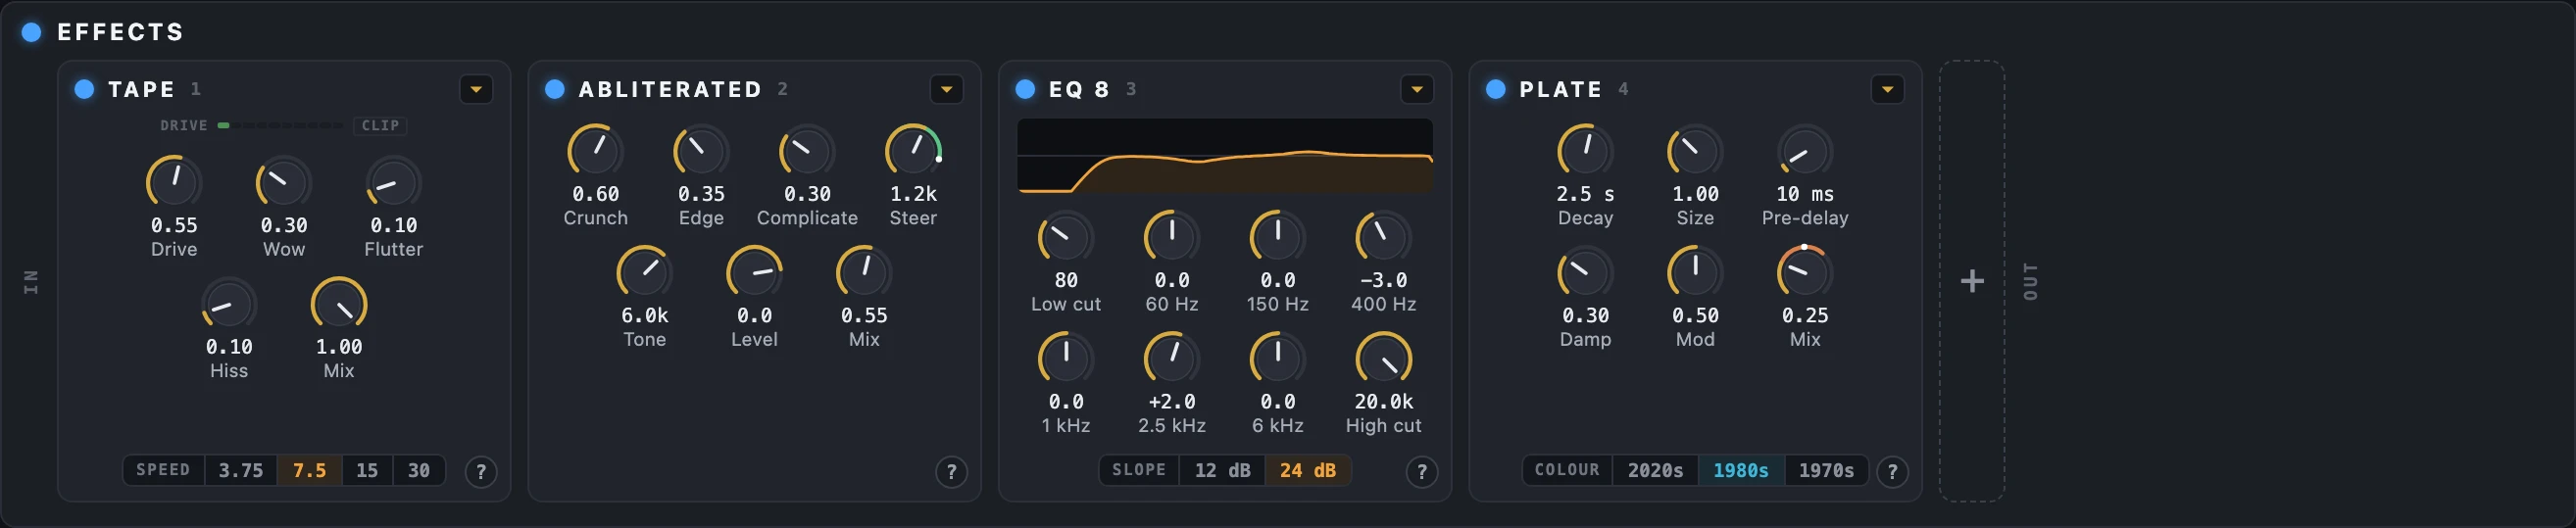 EFFECTS
TAPE 1
DRIVE CLIP
0.55 0.30 0.10
Drive Wow Flutter
0.10 1.00
Hiss Mix
SPEED 3.75 7.5 15 30 ?
ABLITERATED 2
0.60 0.35 0.30 1.2k
Crunch Edge Complicate Steer
6.0k 0.0 0.55
Tone Level Mix
?
EQ 8 3
80 0.0 0.0 −3.0
Low cut 60 Hz 150 Hz 400 Hz
0.0 +2.0 0.0 20.0k
1 kHz 2.5 kHz 6 kHz High cut
SLOPE 12 dB 24 dB ?
PLATE 4
2.5 s 1.00 10 ms
Decay Size Pre-delay
0.30 0.50 0.25
Damp Mod Mix
COLOUR 2020s 1980s 1970s ?
IN
+
OUT